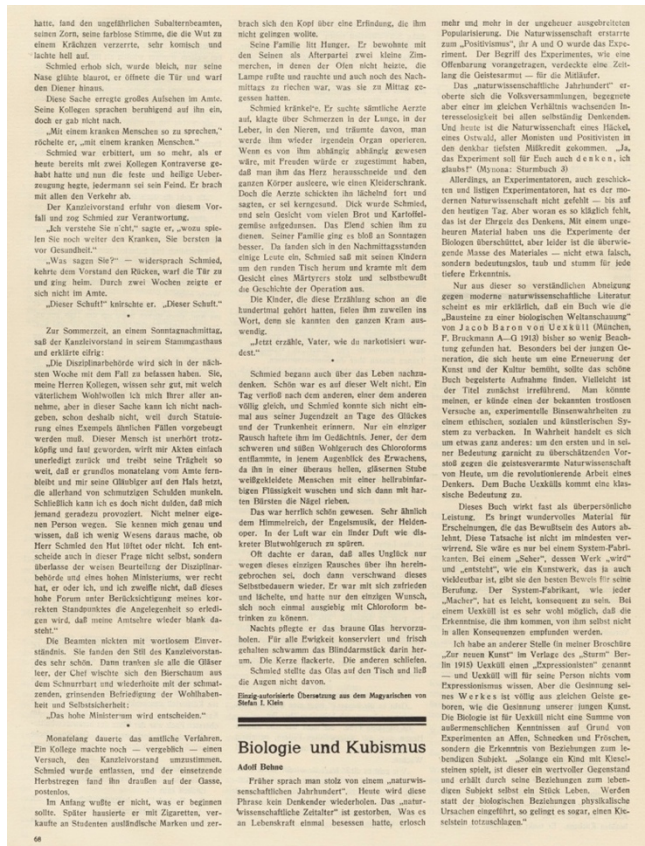 hatte, fand den ungefährlichen Subalternbeamten,
seinen Zorn, seine farblose Stimme, die die Wut zu
einem Krächzen verzerrte, sehr komisch und
lachte hell auf.
Schmied erhob sich, wurde bleich, nur seine
Nase glühte blaurot, er öffnete die Tür und warf
den Diener hinaus.
Diese Sache erregte großes Aufsehen im Amte.
Seine Kollegen sprachen beruhigend auf ihn ein,
doch er gab nicht nach.
„Mit einem kranken Menschen so zu sprechen,"
röchelte er, „mit einem kranken Menschen."
Schmied war erbittert, um so mehr, als er
heute bereits mit zwei Kollegen Kontraverse ge-
habt hatte und nun die feste und heilige Ueber-
zeugung hegte, jedermann sei sein Feind. Er brach
mit allen den Verkehr ab.
Der Kanzleivorstand erfuhr von diesem Vor-
fall und zog Schmied zur Verantwortung.
„Ich verstehe Sie nicht," sagte er, „wozu spie-
len Sie noch weiter den Kranken, Sie bersten ja
vor Gesundheit."
„Was sagen Sie?" — widersprach Schmied,
kehrte dem Vorstand den Rücken, warf die Tür zu
und ging heim. Durch zwei Wochen zeigte er
sich nicht im Amte.
„Dieser Schuft!" knirschte er. „Dieser Schuft."
*
Zur Sommerzeit, an einem Sonntagnachmittag,
saß der Kanzleivorstand in seirem Stammgasthaus
und erklärte eifrig:
„Die Disziplinarbehörde wird sich in der näch-
sten Woche mit dem Fall zu befassen haben. Sie,
meine Herren Kollegen, wissen sehr gut, mit welch
väterlichem Wohlwollen ich mich Ihrer aller an-
nehme, aber in dieser Sache kann ich nicht nach-
geben, schon deshalb nicht, weil durch Statuie-
rung eines Exempels ähnlichen Fällen vorgebeugt
werden muß. Dieser Mensch ist unerhört trotz-
köpfig und fast geworden, wirft mir Akten einfach
unerledigt zurück und treibt seine Trägheit so
weit, daß er grundlos monatelang vom Amte fern-
bleibt und mir seine Gläubiger auf den Hals hetzt,
die allerhand von schmutzigen Schulden munkeln.
Schließlich kann ich es doch nicht dulden, daß mich
jemand geradezu provoziert. Nicht meiner eige-
nen Person wegen. Sie kennen mich genau und
wissen, daß ich wenig Wesens daraus mache, ob
Herr Schmied den Hut lüftet oder nicht. Ich ent-
scheide auch in dieser Frage nicht selbst, sondern
überlasse der weisen Beurteilung der Disziplinar-
behörde und eines hohen Ministeriums, wer recht
hat, er oder ich, und ich zweifle nicht, daß dieses
hohe Forum unter Berücksichtigung meines kor-
rekten Standpunktes die Angelegenheit so erledi-
gen wird, daß meine Amtsehre wieder blank da-
steht."
Die Beamten nickten mit wortlosem Einver-
ständnis. Sie fanden den Stil des Kanzleivorstan-
des sehr schön. Dann tranken sie alle die Gläser
leer, der Chef wischte sich den Bierschaum aus
dem Schnurrbart und wiederholte mit der schmat-
zenden, grinsenden Befriedigung der Wohlhaben-
heit und Selbstsicherheit:
„Das hohe Ministerium wird entscheiden."
*
Monatelang dauerte das amtliche Verfahren.
Ein Kollege machte noch — vergeblich — einen
Versuch, den Kanzleivorstand umzustimmen.
Schmied wurde entlassen, und der einsetzende
Herbstregen fand ihn draußen auf der Gasse,
postenlos.
Im Anfang wußte er nicht, was er beginnen
sollte. Später hausierte er mit Zigaretten, ver-
kaufte an Studenten ausländische Marken und zer-
68
brach sich den Kopf über eine Erfindung, die ihm
nicht gelingen wollte.
Seine Familie litt Hunger. Er bewohnte mit
den Seinen als Afterpartei zwei kleine Zim-
merchen, in denen der Ofen nicht heizte, die
Lampe rußte und rauchte und auch noch des Nach-
mittags zu riechen war, was sie zu Mittag ge-
gessen hatten.
Schmied kränkelte. Er suchte sämtliche Aerzte
auf, klagte über Schmerzen in der Lunge, in der
Leber, in den Nieren, und träumte davon, man
werde ihm wieder irgendein Organ operieren.
Wenn es von ihm abhängig abhängig gewesen
wäre, mit Freuden würde er zugestimmt haben,
daß man ihm das Herz herausschneide und den
ganzen Körper ausleere, wie einen Kleiderschrank.
Doch die Aerzte schickten ihn lächelnd fort und
sagten, er sei kerngesund. Dick wurde Schmied,
und sein Gesicht vom vielen Brot und Kartoffel-
gemüse aufgedunsen. Das Elend schien ihm zu
dienen. Seiner Familie ging es bloß an Sonntagen
besser. Da fanden sich in den Nachmittagsstunden
einige Leute ein. Schmied saß mit seinen Kindern
um den runden Tisch herum und kramte mit dem
Gesicht eines Märtyrers stolz und selbstbewußt
die Geschichte der Operation aus.
Die Kinder, die diese Erzählung schon an die
hundertmal gehört hatten, fielen ihm zuweilen ins
Wort, denn sie kannten den ganzen Kram aus-
wendig.
„Jetzt erzähle, Vater, wie du narkotisiert wur-
dest."
*
Schmied begann auch über das Leben nachzu-
denken. Schön war es auf dieser Welt nicht. Ein
Tag verfloß nach dem anderen, einer dem anderen
völlig gleich, und Schmied konnte sich nicht ein-
mal aus seiner Jugendzeit an Tage des Glückes
und der Trunkenheit erinnern. Nur ein einziger
Rausch haftete ihm im Gedächtnis. Jener, der dem
schweren und süßen Wohlgeruch des Chloroforms
entflammte, in jenem Augenblick des Erwachens,
da ihn in einer überaus hellen, gläsernen Stube
weißgekleidete Menschen mit einer hellrubinfar-
bigen Flüssigkeit wuschen und sich dann mit har-
ten Bürsten die Nägel rieben.
Das war herrlich schön gewesen. Sehr ähnlich
dem Himmelreich, der Engelsmusik, der Helden-
oper. In der Luft war ein linder Duft wie dis-
kreter Blutwohlgeruch zu spüren.
Oft dachte er daran, daß alles Unglück nur
wegen dieses einzigen Rausches über ihn herein-
gebrochen sei, doch dann verschwand dieses
Selbstbedauern wieder. Er war mit sich zufrieden
und lächelte, und hatte nur den einzigen Wunsch,
sich noch einmal ausgiebig mit Chloroform be-
trinken zu können.
Nachts pflegte er das braune Glas hervorzu-
holen. Für alle Ewigkeit konserviert und frisch
gehalten schwamm das Blinddarmstück darin her-
um. Die Kerze flackerte. Die anderen schliefen.
Schmied stellte das Glas auf den Tisch und ließ
die Augen nicht davon.
Einzig-autorisierte Übersetzung aus dem Magyarischen von
Stefan I. Klein
Biologie und Kubismus
Adolf Behne
Früher sprach man stolz von einem „naturwis-
senschaftlichen Jahrhundert". Heute wird diese
Phrase kein Denkender wiederholen. Das „natur-
wissenschaftliche Zeitalter" ist gestorben. Was es
an Lebenskraft einmal besessen hatte, erlosch
mehr und mehr in der ungeheuer ausgebreiteten
Popularisierung. Die Naturwissenschaft erstarrte
zum „Positivismus", ihr A und O wurde das Expe-
riment. Der Begriff des Experimentes, wie eine
Offenbarung vorangetragen, verdeckte eine Zeit-
lang die Geistesarmut — für die Mitläufer.
Das „naturwissenschaftliche Jahrhundert" er-
oberte sich die Volksversammlungen, begegnete
aber einer im gleichen Verhältnis wachsenden In-
teresselosigkeit bei allen selbständig Denkenden.
Und heute ist die Naturwissenschaft eines Häckel,
eines Ostwald, aller Monisten und Positivisten in
den denkbar tiefsten Mißkredit gekommen. „Ja,
das Experiment soll für Euch auch denken, ich
glaubs!" (Mynona: Sturmbuch 3)
Allerdings, an Experimentatoren, auch geschick-
ten und listigen Experimentatoren, hat es der mo-
dernen Naturwissenschaft nicht gefehlt — bis auf
den heutigen Tag. Aber woran es so kläglich fehlt,
das ist der Ehrgeiz des Denkens. Mit einem unge-
heuren Material haben uns die Experimente der
Biologen überschüttet, aber leider ist die überwie-
gende Masse des Materiales — nicht etwa falsch,
sondern bedeutungslos, taub und stumm für jede
tiefere Erkenntnis.
Nur aus dieser so verständlichen Abneigung
gegen moderne naturwissenschaftliche Literatur
scheint es mir erklärlich, daß ein Buch wie die
„Bausteine zu einer biologischen Weltanschauung"
von Jacob Baron von Uexküll (München,
F. Bruckmann A—G 1913) bisher so wenig Beach-
tung gefunden hat. Besonders bei der jungen Ge-
neration, die sich heute um eine Erneuerung der
Kunst und der Kultur bemüht, sollte das schöne
Buch begeisterte Aufnahme finden. Vielleicht ist
der Titel zunächst irreführend. Man könnte
meinen, er künde einen der bekannten trostlosen
Versuche an, experimentelle Binsenwahrheiten zu
einem ethischen, sozialen und künstlerischen Sy-
stem zu verbacken. In Wahrheit handelt es sich
um etwas ganz anderes: um den ersten und in sei-
ner Bedeutung garnicht zu überschätzenden Vor-
stoß gegen die geistesverarmte Naturwissenschaft
von Heute, um die revolutionierende Arbeit eines
Denkers. Dem Buche Uexkülls kommt eine klas-
sische Bedeutung zu.
Dieses Buch wirkt fast als überpersönliche
Leistung. Es bringt wundervolles Material für
Erscheinungen, die das Bewußtsein des Autors ab-
lehnt. Diese Tatsache ist nicht im mindesten ver-
wirrend. Sie wäre es nur bei einem System-Fabri-
kanten. Bei einem „Seher", dessen Werk „wird"
und „entsteht", wie ein Kunstwerk, das ja auch
vieldeutbar ist, gibt sie den besten Beweis für seine
Berufung. Der System-Fabrikant, wie jeder
„Macher", hat es leicht, konsequent zu sein. Bei
einem Uexküll ist es sehr wohl möglich, daß die
Erkenntnise, die ihm kommen, von ihm selbst nicht
in allen Konsequenzen empfunden werden.
Ich habe an anderer Stelle (in meiner Broschüre
„Zur neuen Kunst" im Verlage des „Sturm" Ber-
lin 1915) Uexküll einen „Expressionisten" genannt
— und Uexküll will für seine Person nichts vom
Expressionismus wissen. Aber die Gesinnung sei-
nes Werkes ist völlig aus gleichen Geiste ge-
boren, wie die Gesinnung unserer jungen Kunst.
Die Biologie ist für Uexküll nicht eine Summe von
außermenschlichen Kenntnissen auf Grund von
Experimenten an Affen, Schnecken und Fröschen,
sondern die Erkenntnis von Beziehungen zum le-
bendigen Subjekt. „Solange ein Kind mit Kiesel-
steinen spielt, ist dieser ein wertvoller Gegenstand
und erhält durch seine Beziehungen zum leben-
digen Subjekt selbst ein Stück Leben. Werden
statt der biologischen Beziehungen physikalische
Ursachen eingeführt, so gelingt es sogar, einen Kie-
selstein totzuschlagen."